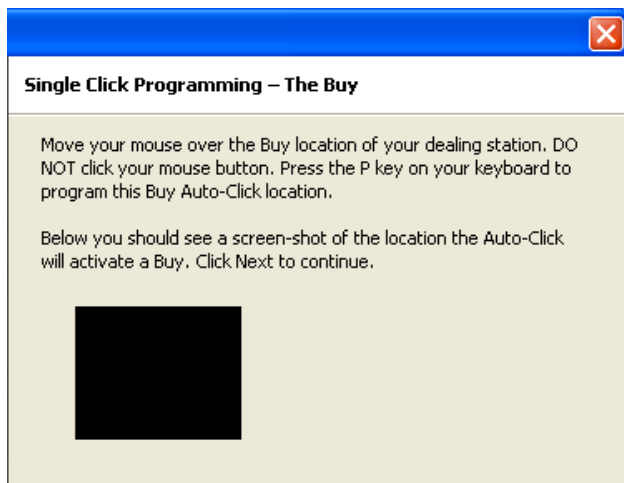 Single Click Programming – The Buy
Move your mouse over the Buy location of your dealing station. DO
NOT click your mouse button. Press the P key on your keyboard to
program this Buy Auto-Click location.
Below you should see a screen-shot of the location the Auto-Click
will activate a Buy. Click Next to continue.